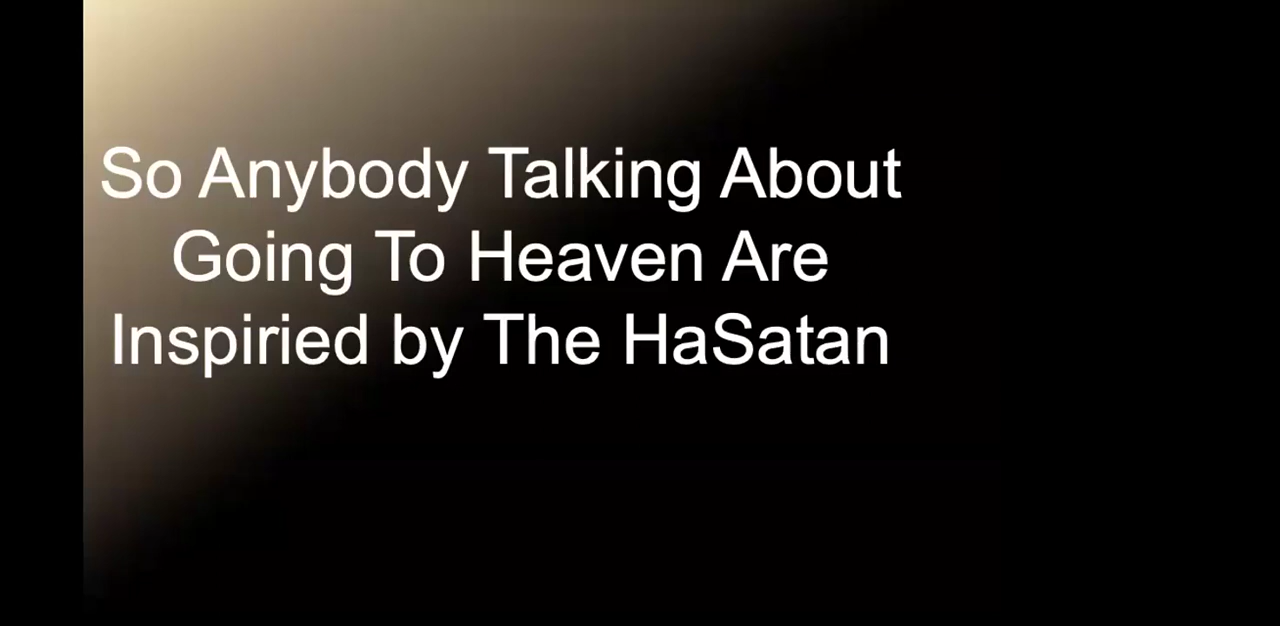 So Anybody Talking About
Going To Heaven Are
Inspiried by The HaSatan